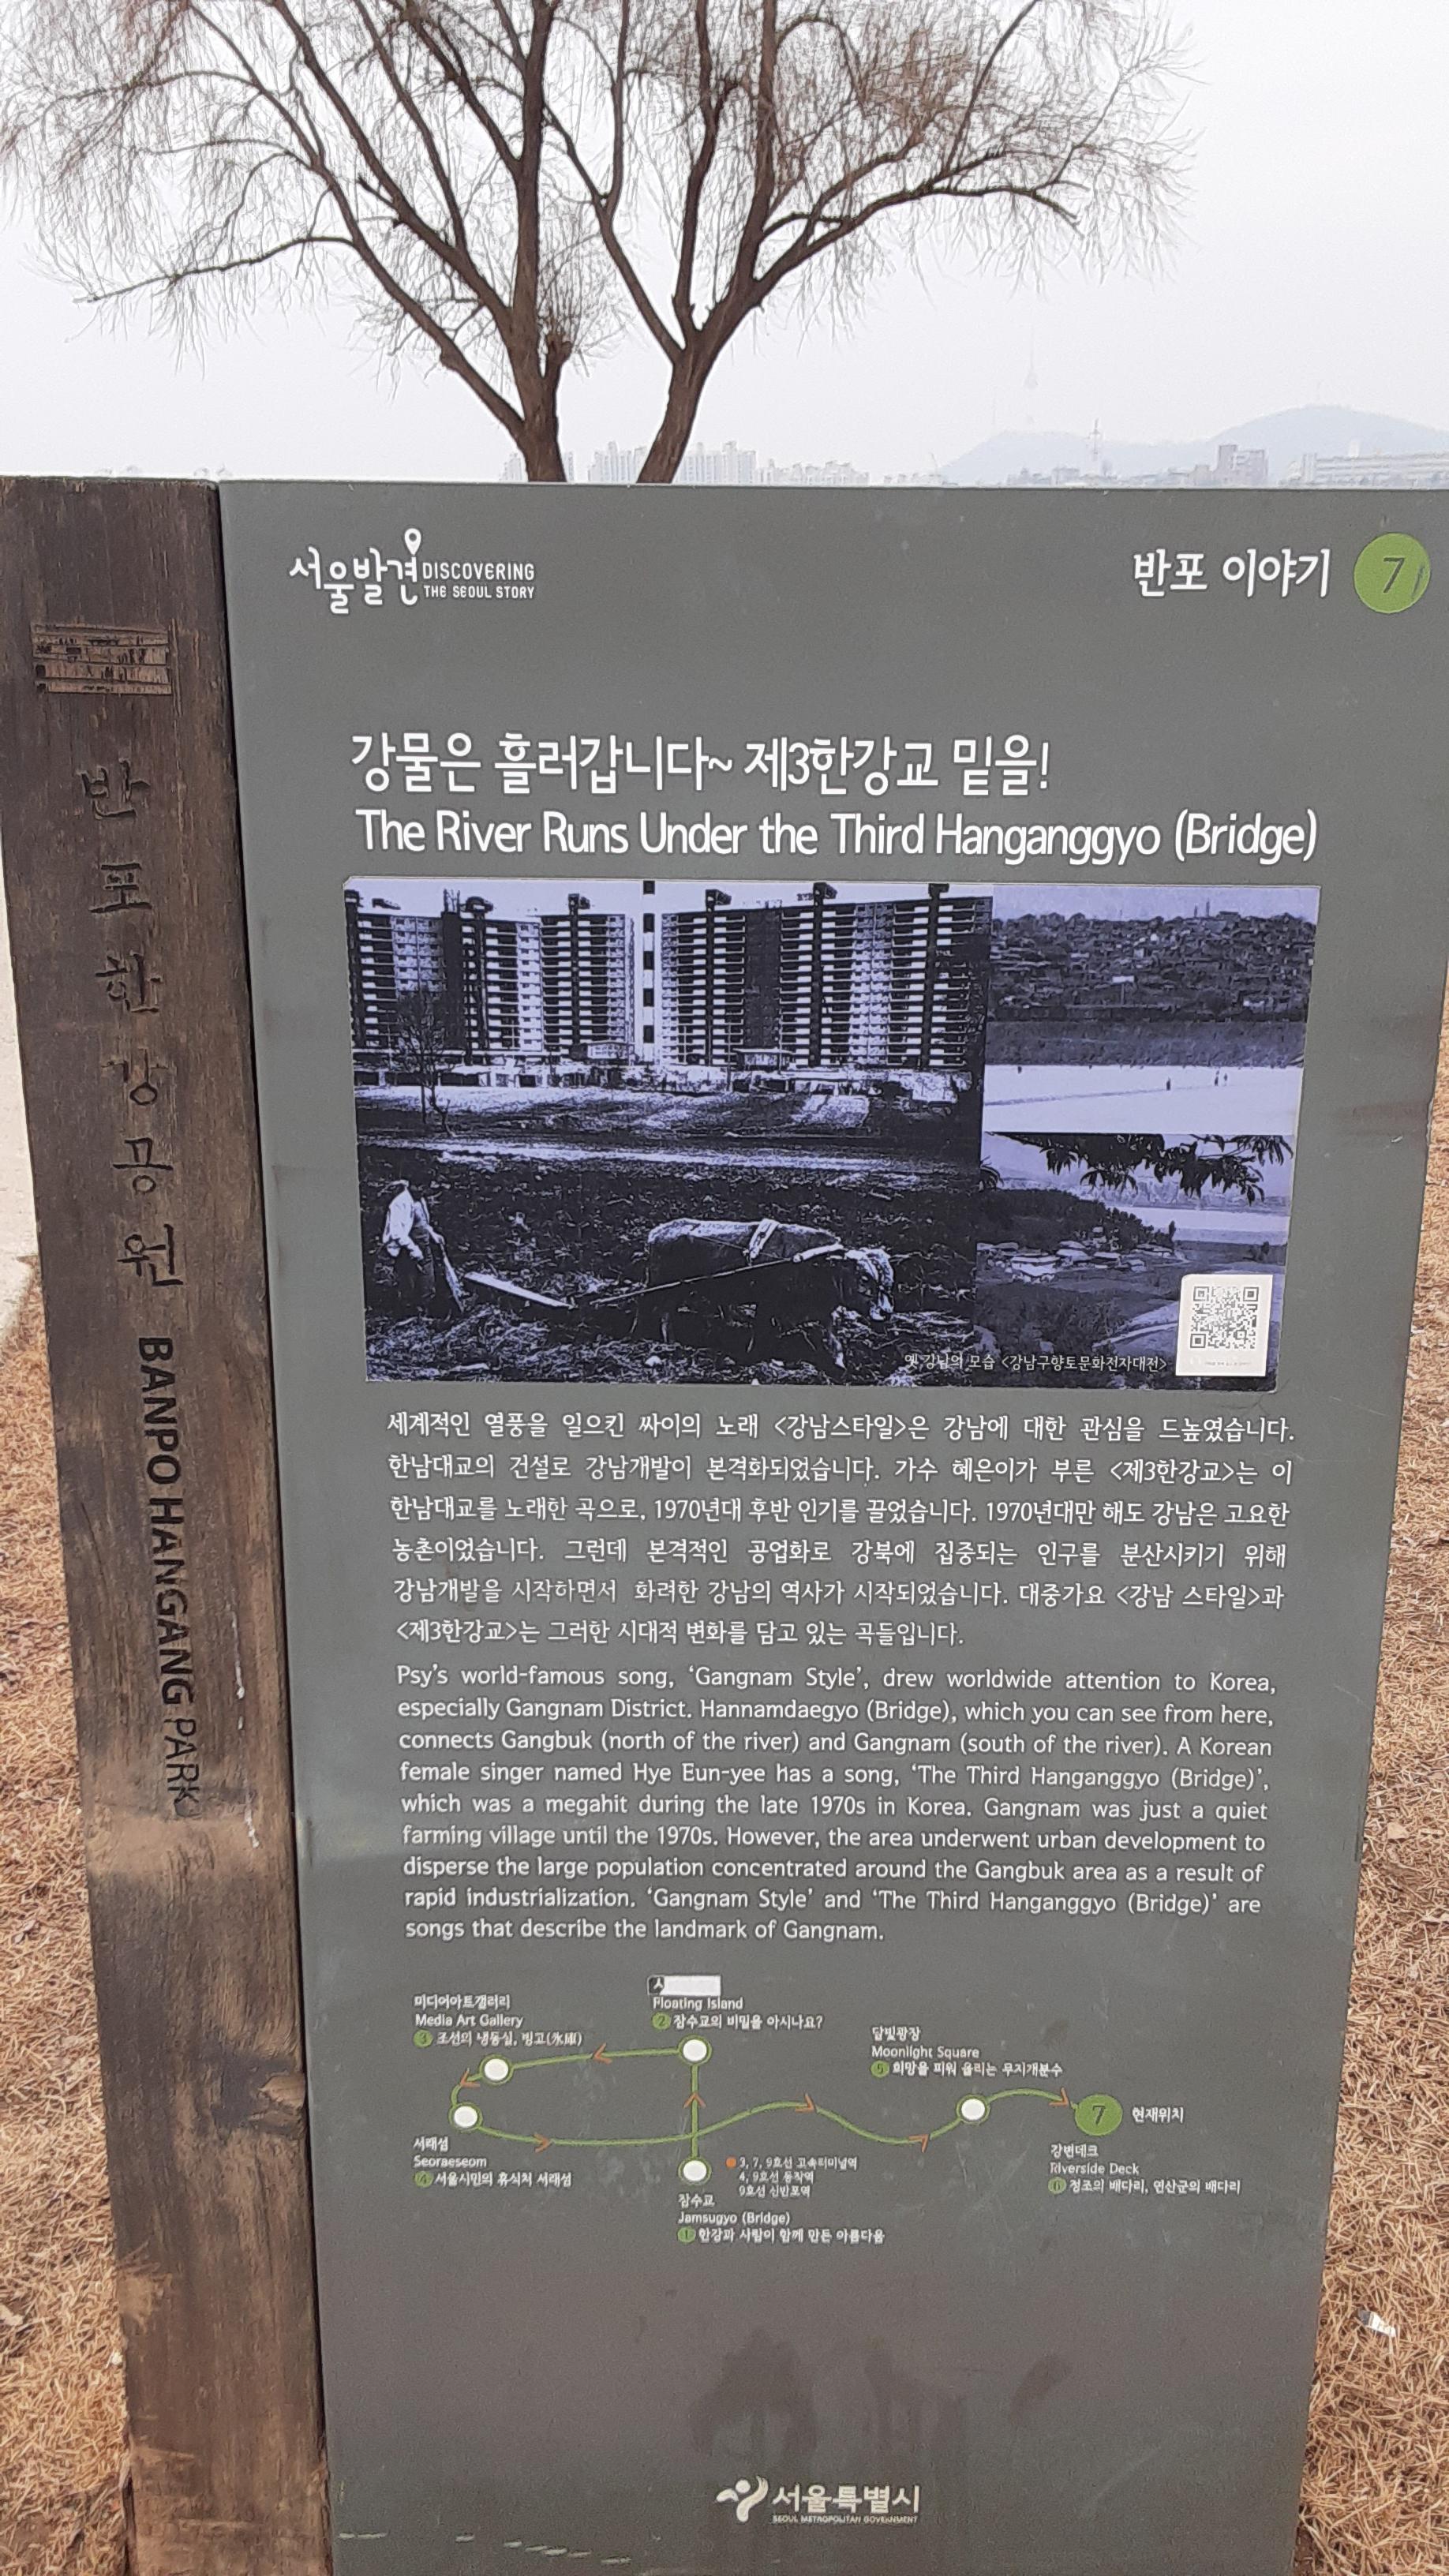 서울발견 DISCOVERING
THE SEOUL STORY
반포 이야기 7
반포한강공원 BANPO HANGANG PARK
강물은 흘러갑니다~ 제3한강교 밑을!
The River Runs Under the Third Hanganggyo (Bridge)
옛 강남의 모습 <강남구향토문화전자대전>
세계적인 열풍을 일으킨 싸이의 노래 <강남스타일>은 강남에 대한 관심을 드높였습니다.
한남대교의 건설로 강남개발이 본격화되었습니다. 가수 혜은이가 부른 <제3한강교>는 이
한남대교를 노래한 곡으로, 1970년대 후반 인기를 끌었습니다. 1970년대만 해도 강남은 고요한
농촌이었습니다. 그런데 본격적인 공업화로 강북에 집중되는 인구를 분산시키기 위해
강남개발을 시작하면서 화려한 강남의 역사가 시작되었습니다. 대중가요 <강남 스타일>과
<제3한강교>는 그러한 시대적 변화를 담고 있는 곡들입니다.
Psy's world-famous song, 'Gangnam Style', drew worldwide attention to Korea,
especially Gangnam District. Hannamdaegyo (Bridge), which you can see from here,
connects Gangbuk (north of the river) and Gangnam (south of the river). A Korean
female singer named Hye Eun-yee has a song, 'The Third Hanganggyo (Bridge)',
which was a megahit during the late 1970s in Korea. Gangnam was just a quiet
farming village until the 1970s. However, the area underwent urban development to
disperse the large population concentrated around the Gangbuk area as a result of
rapid industrialization. 'Gangnam Style' and 'The Third Hanganggyo (Bridge)' are
songs that describe the landmark of Gangnam.
미디어아트갤러리
Media Art Gallery
3 조선의 냉동실, 빙고(氷庫)
Floating Island
2 잠수교의 비밀을 아시나요?
달빛광장
Moonlight Square
5 희망을 피워 올리는 무지개분수
7 현재위치
서래섬
Seoraeseom
4 서울시민의 휴식처 서래섬
3, 7, 9호선 고속터미널역
4, 9호선 동작역
9호선 신반포역
잠수교
Jamsugyo (Bridge)
1 한강과 사람이 함께 만든 아름다움
강변데크
Riverside Deck
6 정조의 배다리, 연산군의 배다리
서울특별시
SEOUL METROPOLITAN GOVERNMENT